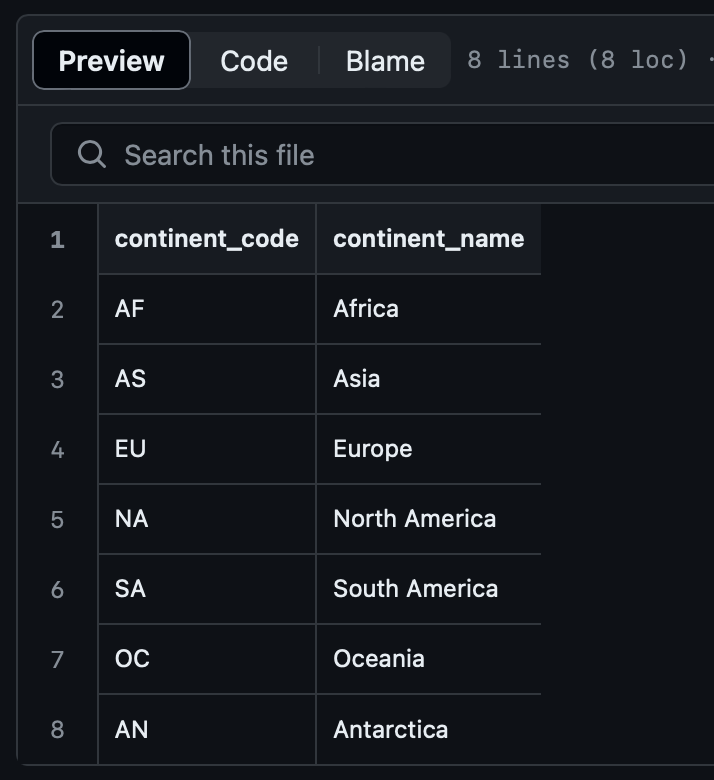 Preview Code Blame 8 lines (8 loc) ·
Search this file
1 continent_code continent_name
2 AF Africa
3 AS Asia
4 EU Europe
5 NA North America
6 SA South America
7 OC Oceania
8 AN Antarctica